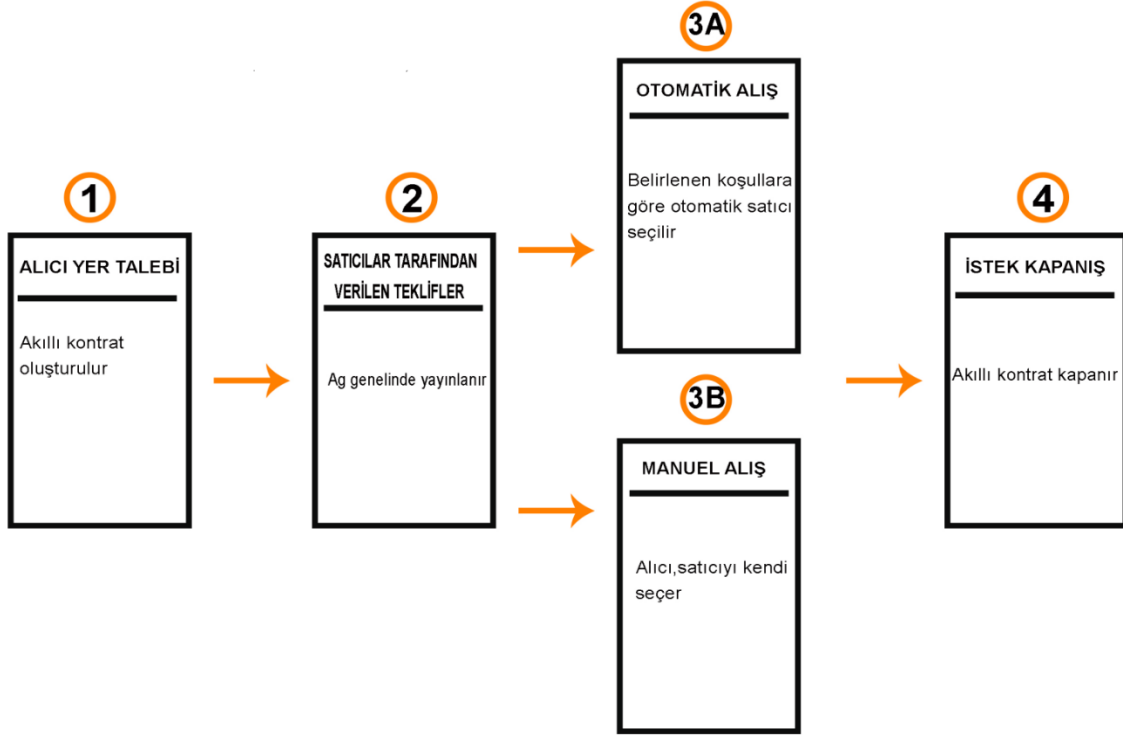 1
ALICI YER TALEBİ
Akıllı kontrat
oluşturulur
2
SATICILAR TARAFINDAN
VERİLEN TEKLİFLER
Ag genelinde yayınlanır
3A
OTOMATİK ALIŞ
Belirlenen koşullara
göre otomatik satıcı
seçilir
3B
MANUEL ALIŞ
Alıcı,satıcıyı kendi
seçer
4
İSTEK KAPANIŞ
Akıllı kontrat kapanır